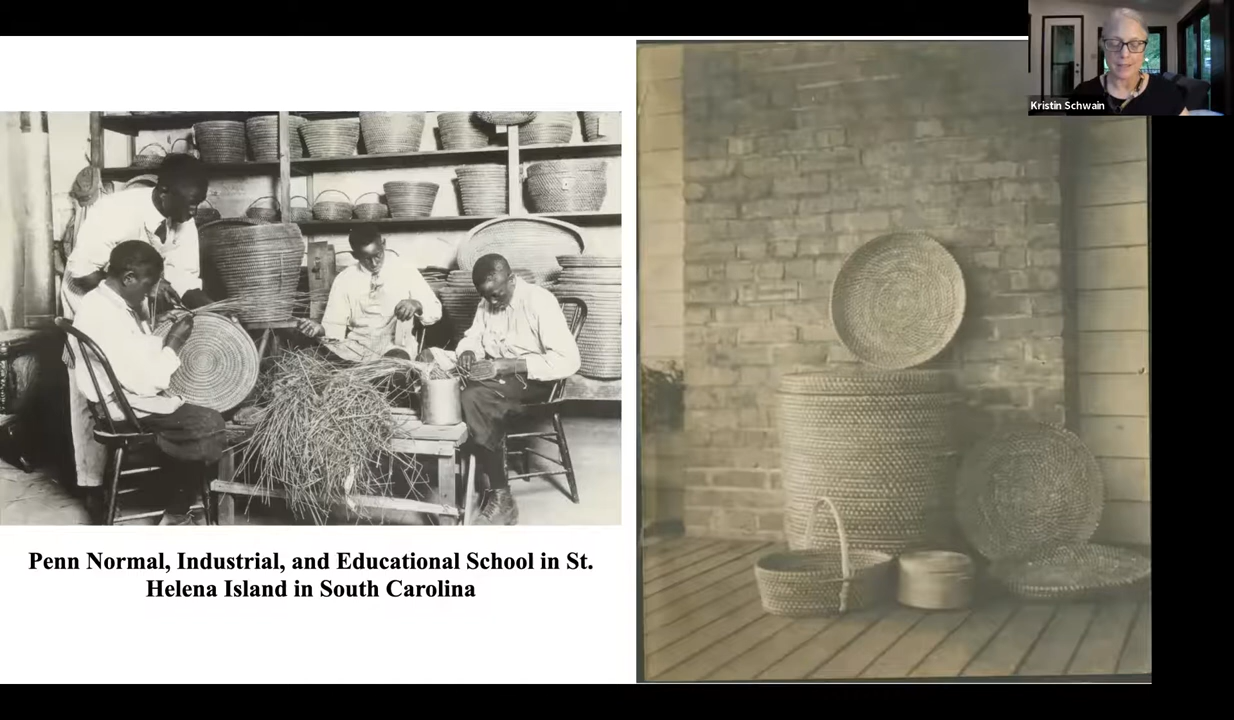 Kristin Schwain
Penn Normal, Industrial, and Educational School in St.
Helena Island in South Carolina